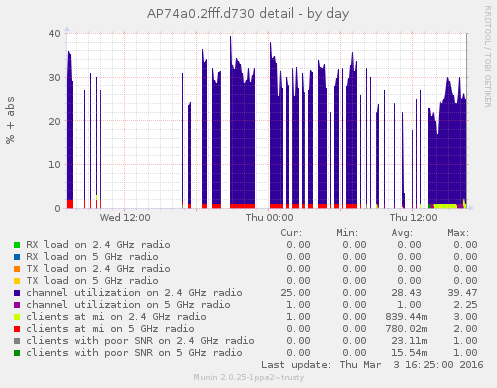 AP74a0.2fff.d730 detail - by day
RRDTOOL / TOBI OETIKER
% + abs
40
30
20
10
0
Wed 12:00 Thu 00:00 Thu 12:00
Cur: Min: Avg: Max:
RX load on 2.4 GHz radio 0.00 0.00 0.00 0.00
RX load on 5 GHz radio 0.00 0.00 0.00 0.00
TX load on 2.4 GHz radio 0.00 0.00 0.00 0.00
TX load on 5 GHz radio 0.00 0.00 0.00 0.00
channel utilization on 2.4 GHz radio 25.00 0.00 28.43 39.47
channel utilization on 5 GHz radio 1.00 0.00 1.00 2.25
clients at mi on 2.4 GHz radio 1.00 0.00 839.44m 3.00
clients at mi on 5 GHz radio 0.00 0.00 780.02m 2.00
clients with poor SNR on 2.4 GHz radio 0.00 0.00 23.11m 1.00
clients with poor SNR on 5 GHz radio 0.00 0.00 15.54m 1.00
Last update: Thu Mar 3 16:25:00 2016
Munin 2.0.25-1ppa2~trusty